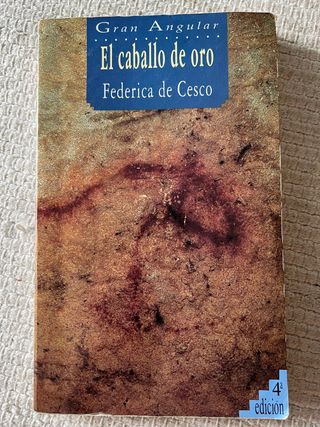 Gran Angular
El caballo de oro
Federica de Cesco
4ª
edición